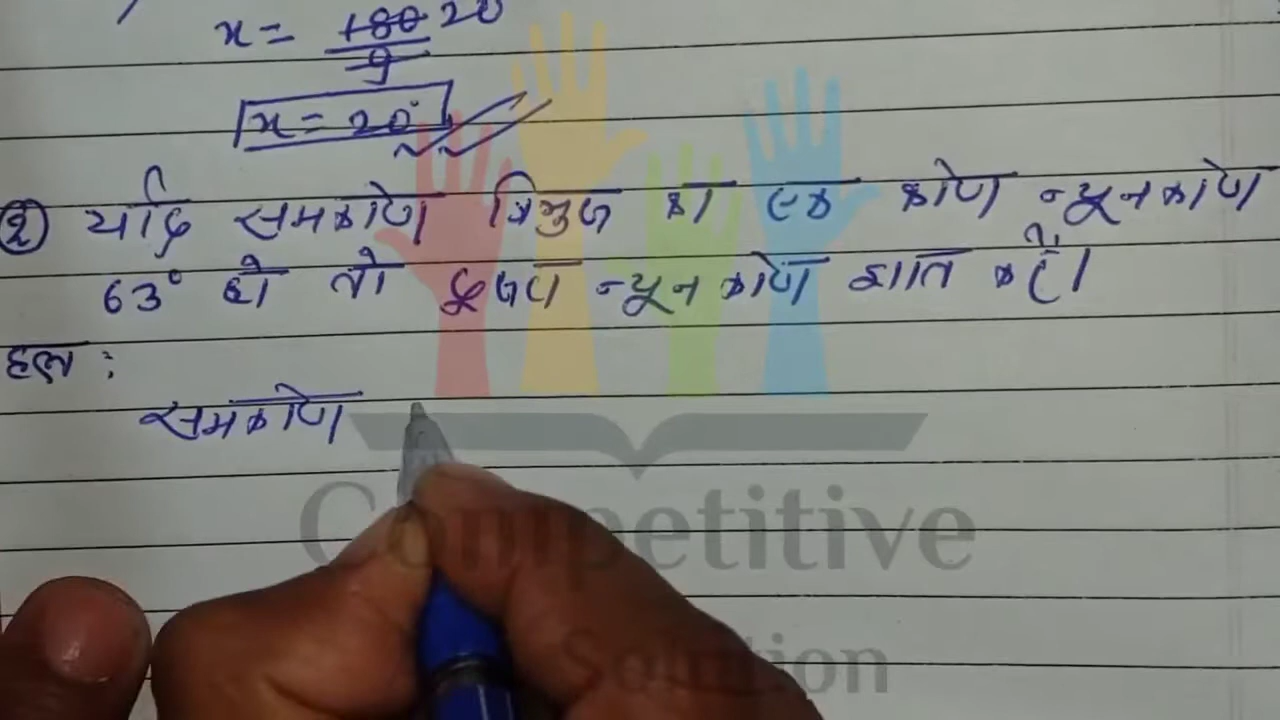 x = 180 20
9
x = 20°
(2) यदि समकोण त्रिभुज का एक कोण न्यूनकोण
63° हो तो दूसरा न्यूनकोण ज्ञात करें।
हल :
समकोण
Competitive
Solution